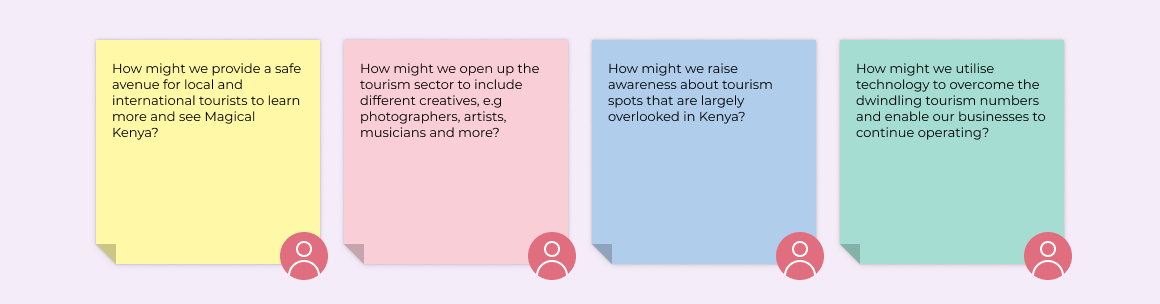 How might we provide a safe
avenue for local and
international tourists to learn
more and see Magical
Kenya?
How might we open up the
tourism sector to include
different creatives, e.g
photographers, artists,
musicians and more?
How might we raise
awareness about tourism
spots that are largely
overlooked in Kenya?
How might we utilise
technology to overcome the
dwindling tourism numbers
and enable our businesses to
continue operating?